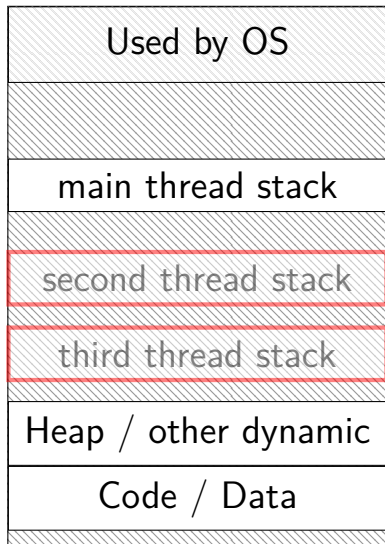 Used by OS
main thread stack
second thread stack
third thread stack
Heap / other dynamic
Code / Data